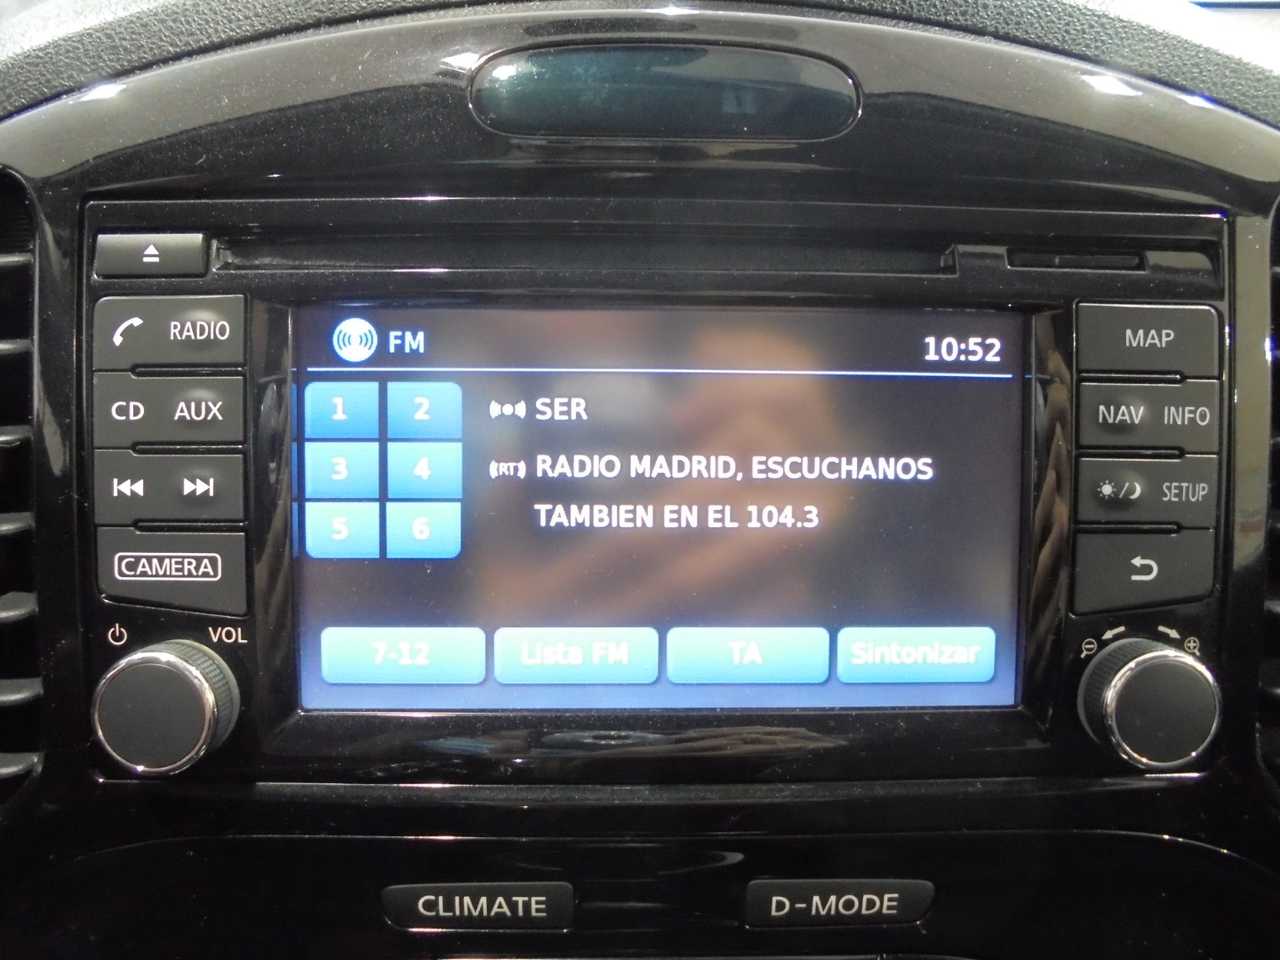 RADIO
CD AUX
CAMERA
VOL
FM 10:52
1 2
3 4
5 6
SER
RT RADIO MADRID, ESCUCHANOS
TAMBIEN EN EL 104.3
7-12 Lista FM TA Sintonizar
MAP
NAV INFO
SETUP
CLIMATE D-MODE